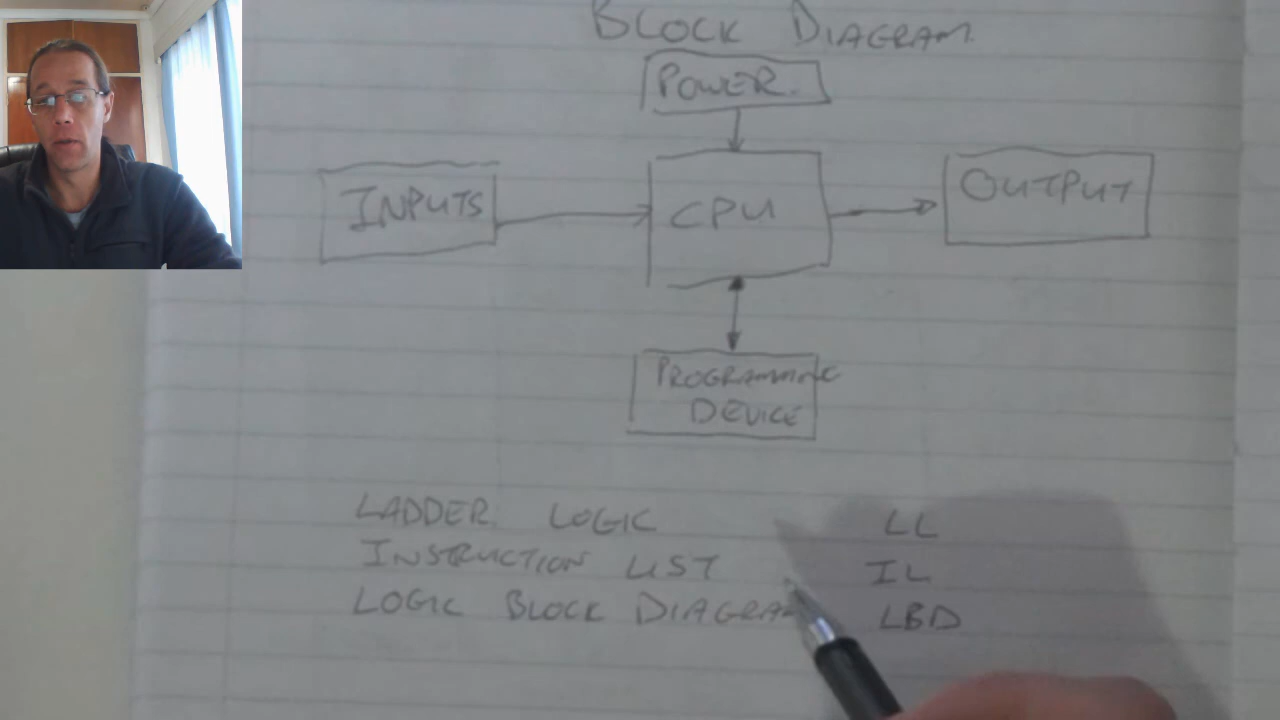 BLOCK DIAGRAM
POWER.
INPUTS
CPU
OUTPUT
PROGRAMMING
DEVICE
LADDER LOGIC LL
INSTRUCTION LIST IL
LOGIC BLOCK DIAGRAM LBD